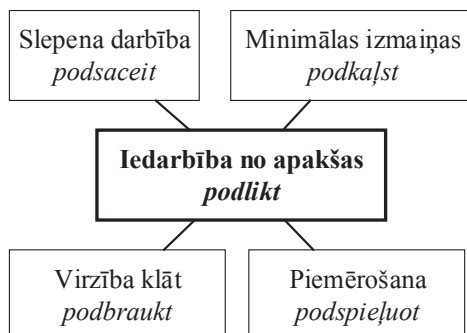 Slepena darbība
podsaceit
Minimālas izmaiņas
podkaļst
Iedarbība no apakšas
podlikt
Virzība klāt
podbraukt
Piemērošana
podspieļuot